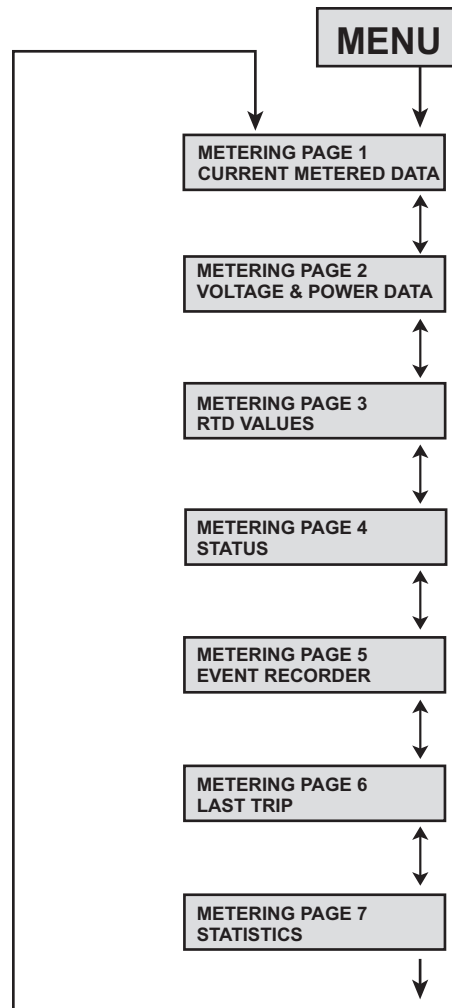 MENU
METERING PAGE 1
CURRENT METERED DATA
METERING PAGE 2
VOLTAGE & POWER DATA
METERING PAGE 3
RTD VALUES
METERING PAGE 4
STATUS
METERING PAGE 5
EVENT RECORDER
METERING PAGE 6
LAST TRIP
METERING PAGE 7
STATISTICS